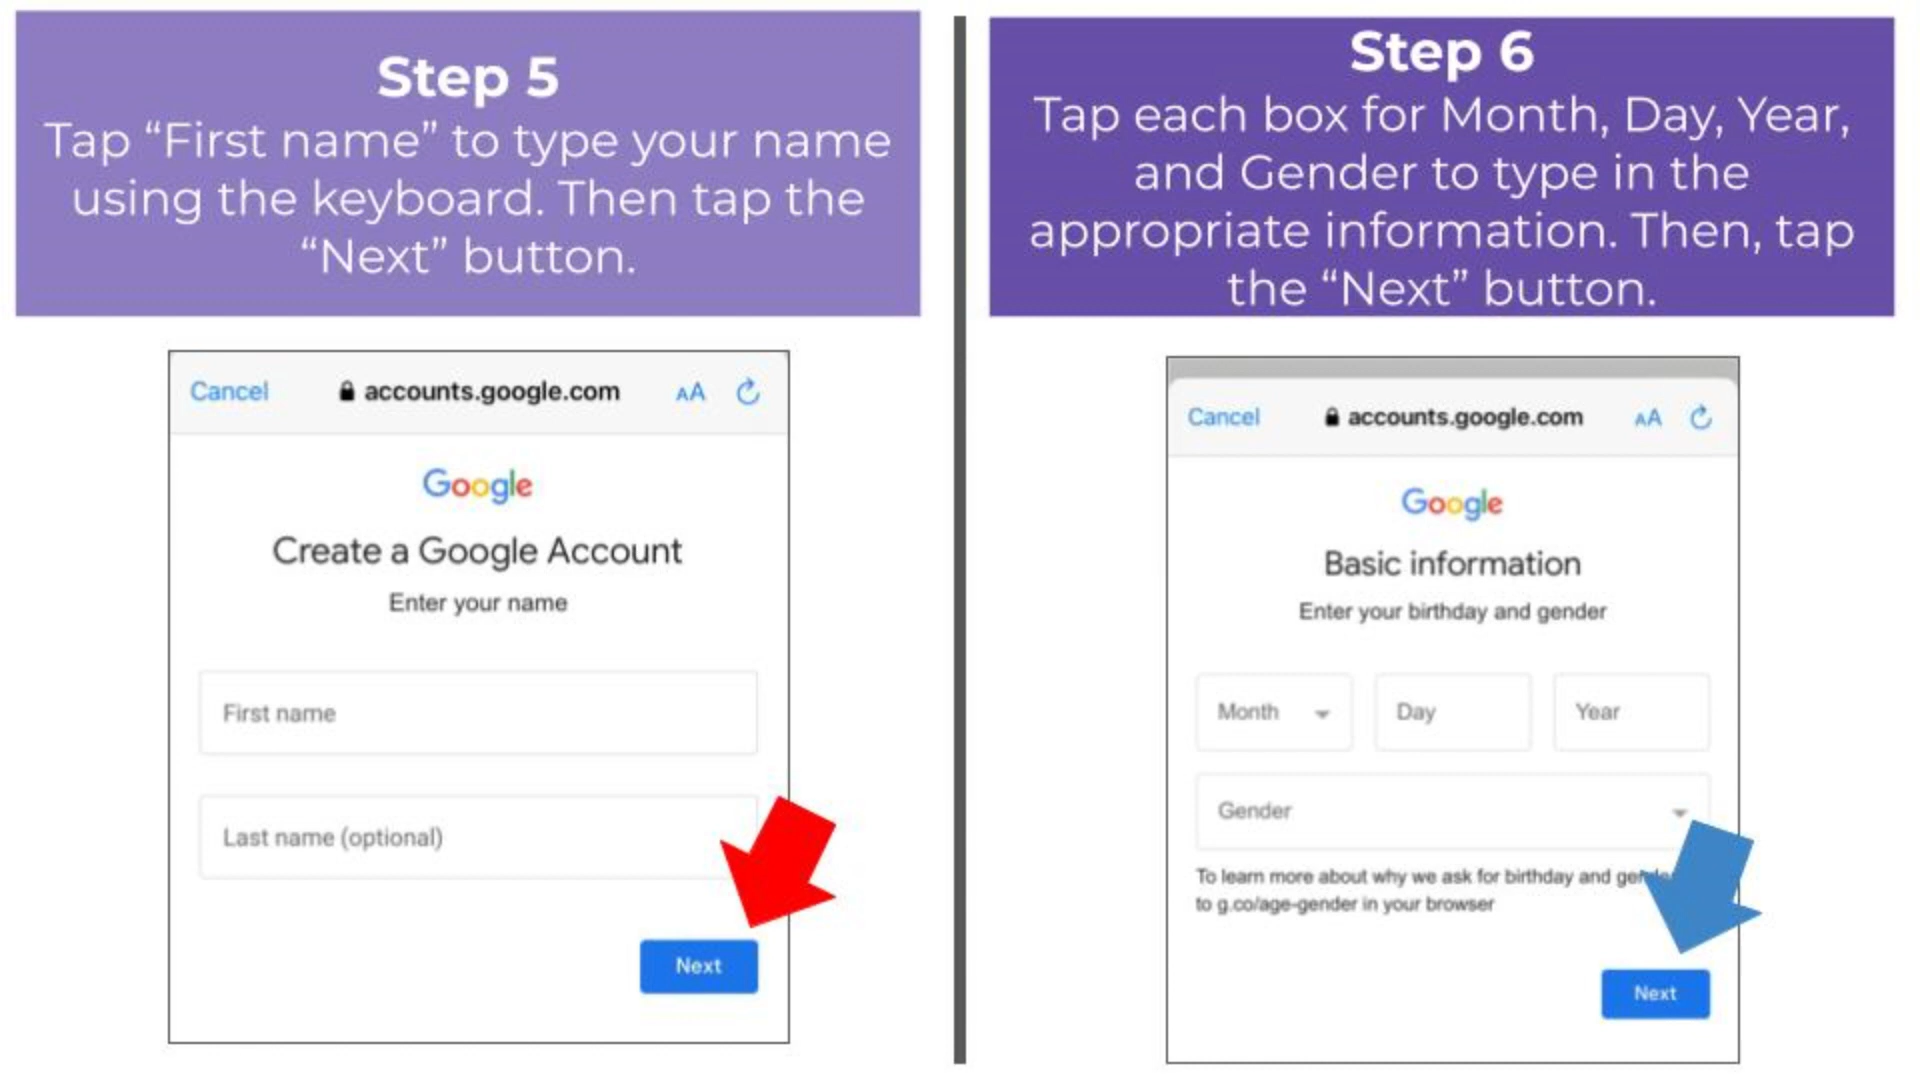 Step 5
Tap “First name” to type your name
using the keyboard. Then tap the
“Next” button.
Cancel
accounts.google.com
AA
Google
Create a Google Account
Enter your name
First name
Last name (optional)
Next
Step 6
Tap each box for Month, Day, Year,
and Gender to type in the
appropriate information. Then, tap
the “Next” button.
Cancel
accounts.google.com
AA
Google
Basic information
Enter your birthday and gender
Month
Day
Year
Gender
To learn more about why we ask for birthday and
to g.co/age-gender in your browser
Next